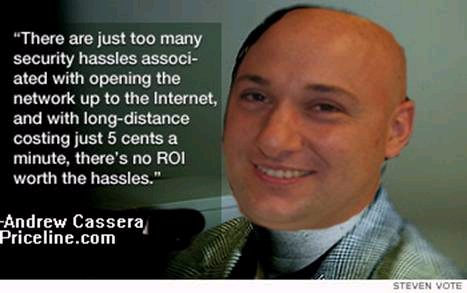 “There are just too many
security hassles associ-
ated with opening the
network up to the Internet,
and with long-distance
costing just 5 cents a
minute, there’s no ROI
worth the hassles.”
-Andrew Cassera
Priceline.com
STEVEN VOTE